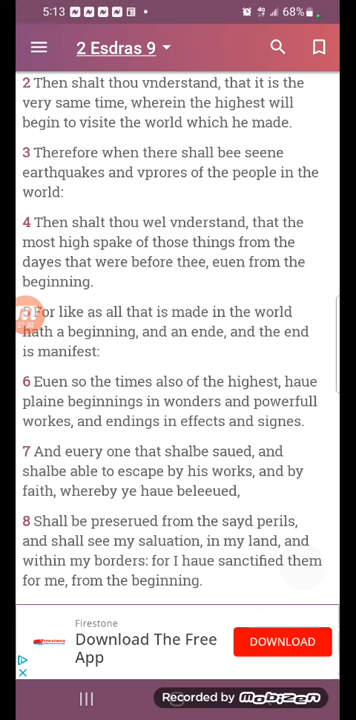 5:13 68%
2 Esdras 9
2 Then shalt thou vnderstand, that it is the
very same time, wherein the highest will
begin to visite the world which he made.
3 Therefore when there shall bee seene
earthquakes and vprores of the people in the
world:
4 Then shalt thou wel vnderstand, that the
most high spake of those things from the
dayes that were before thee, euen from the
beginning.
5 For like as all that is made in the world
hath a beginning, and an ende, and the end
is manifest:
6 Euen so the times also of the highest, haue
plaine beginnings in wonders and powerfull
workes, and endings in effects and signes.
7 And euery one that shalbe saued, and
shalbe able to escape by his works, and by
faith, whereby ye haue beleeued,
8 Shall be preserued from the sayd perils,
and shall see my saluation, in my land, and
within my borders: for I haue sanctified them
for me, from the beginning.
Firestone
Download The Free
App
DOWNLOAD
Recorded by mobizen